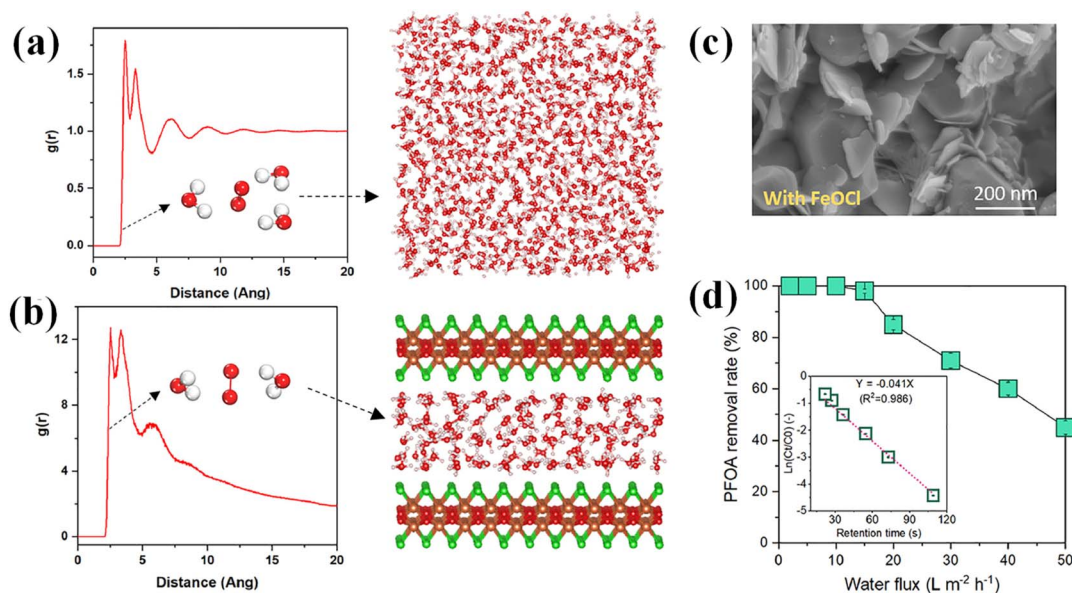 (a)
g(r)
1.5
1.0
0.5
0.0
0 5 10 15 20
Distance (Ang)
(b)
g(r)
12
9
6
3
0
0 5 10 15 20
Distance (Ang)
(c)
With FeOCl
200 nm
(d)
PFOA removal rate (%)
100
80
60
40
20
0
0 10 20 30 40 50
Water flux (L m⁻² h⁻¹)
Y = -0.041X
(R²=0.986)
Ln(Ct/C0) (-)
0
-1
-2
-3
-4
-5
30 60 90 120
Retention time (s)